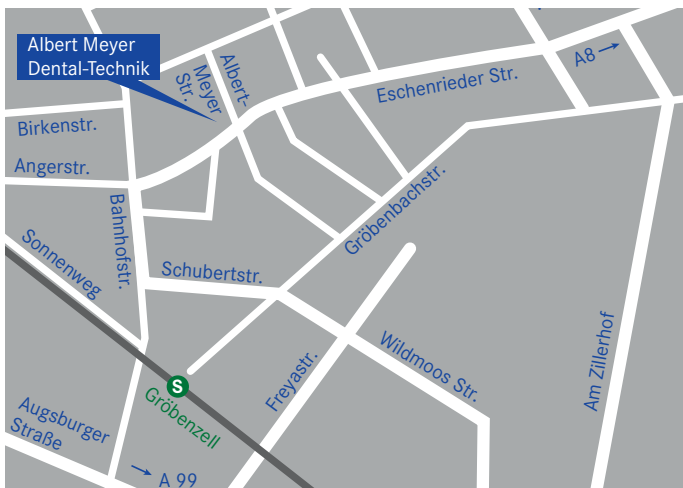 Albert Meyer
Dental-Technik
A8
Eschenrieder Str.
Albert-
Meyer
Str.
Birkenstr.
Angerstr.
Bahnhofstr.
Gröbenbachstr.
Sonnenweg
Schubertstr.
Am Zillerhof
Wildmoos Str.
Freyastr.
S
Gröbenzell
Augsburger
Straße
A 99